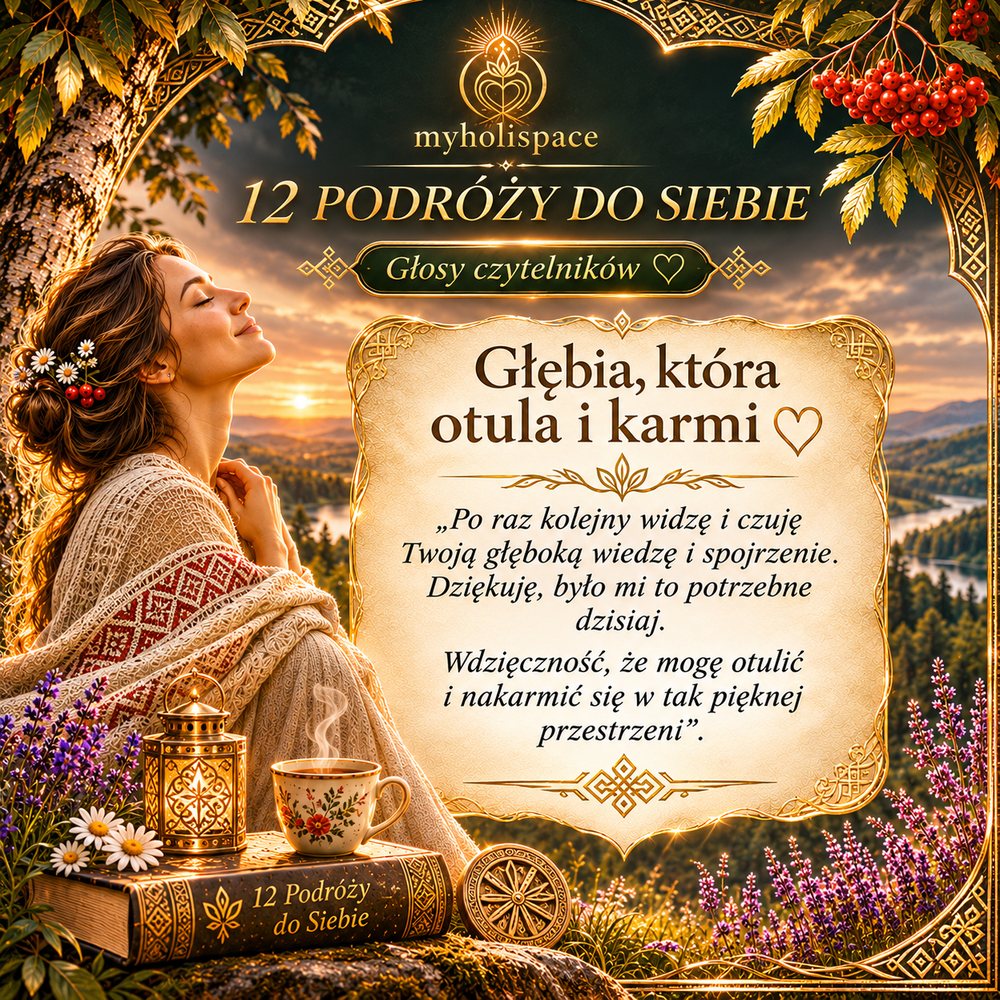 myholispace
12 PODRÓŻY DO SIEBIE
Głosy czytelników ♡
Głębia, która
otula i karmi ♡
„Po raz kolejny widzę i czuję
Twoją głęboką wiedzę i spojrzenie.
Dziękuję, było mi to potrzebne
dzisiaj.
Wdzięczność, że mogę otulić
i nakarmić się w tak pięknej
przestrzeni”.
12 Podróży
do Siebie